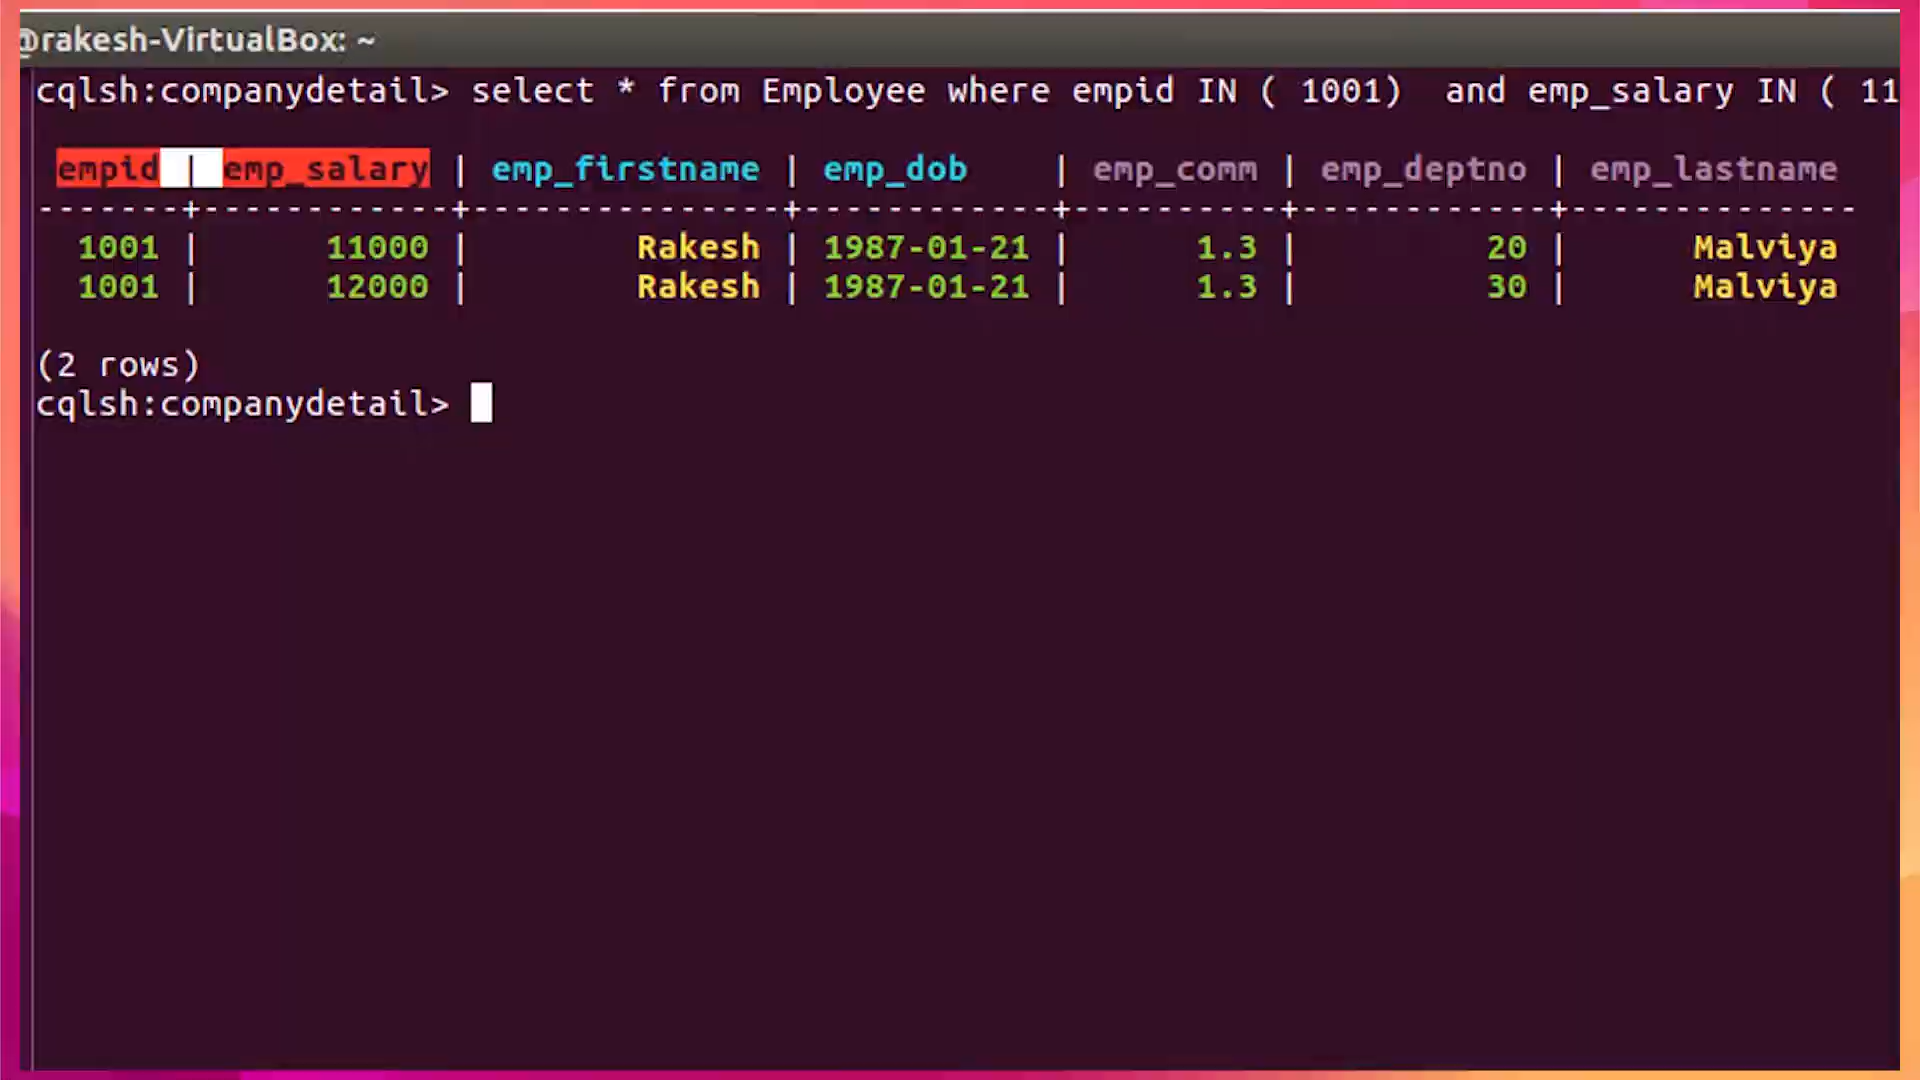 @rakesh-VirtualBox: ~
cqlsh:companydetail> select * from Employee where empid IN ( 1001)  and emp_salary IN ( 11
empid | emp_salary | emp_firstname | emp_dob | emp_comm | emp_deptno | emp_lastname
-------+------------+---------------+------------+----------+------------+--------------
1001 | 11000 | Rakesh | 1987-01-21 | 1.3 | 20 | Malviya
1001 | 12000 | Rakesh | 1987-01-21 | 1.3 | 30 | Malviya
(2 rows)
cqlsh:companydetail>